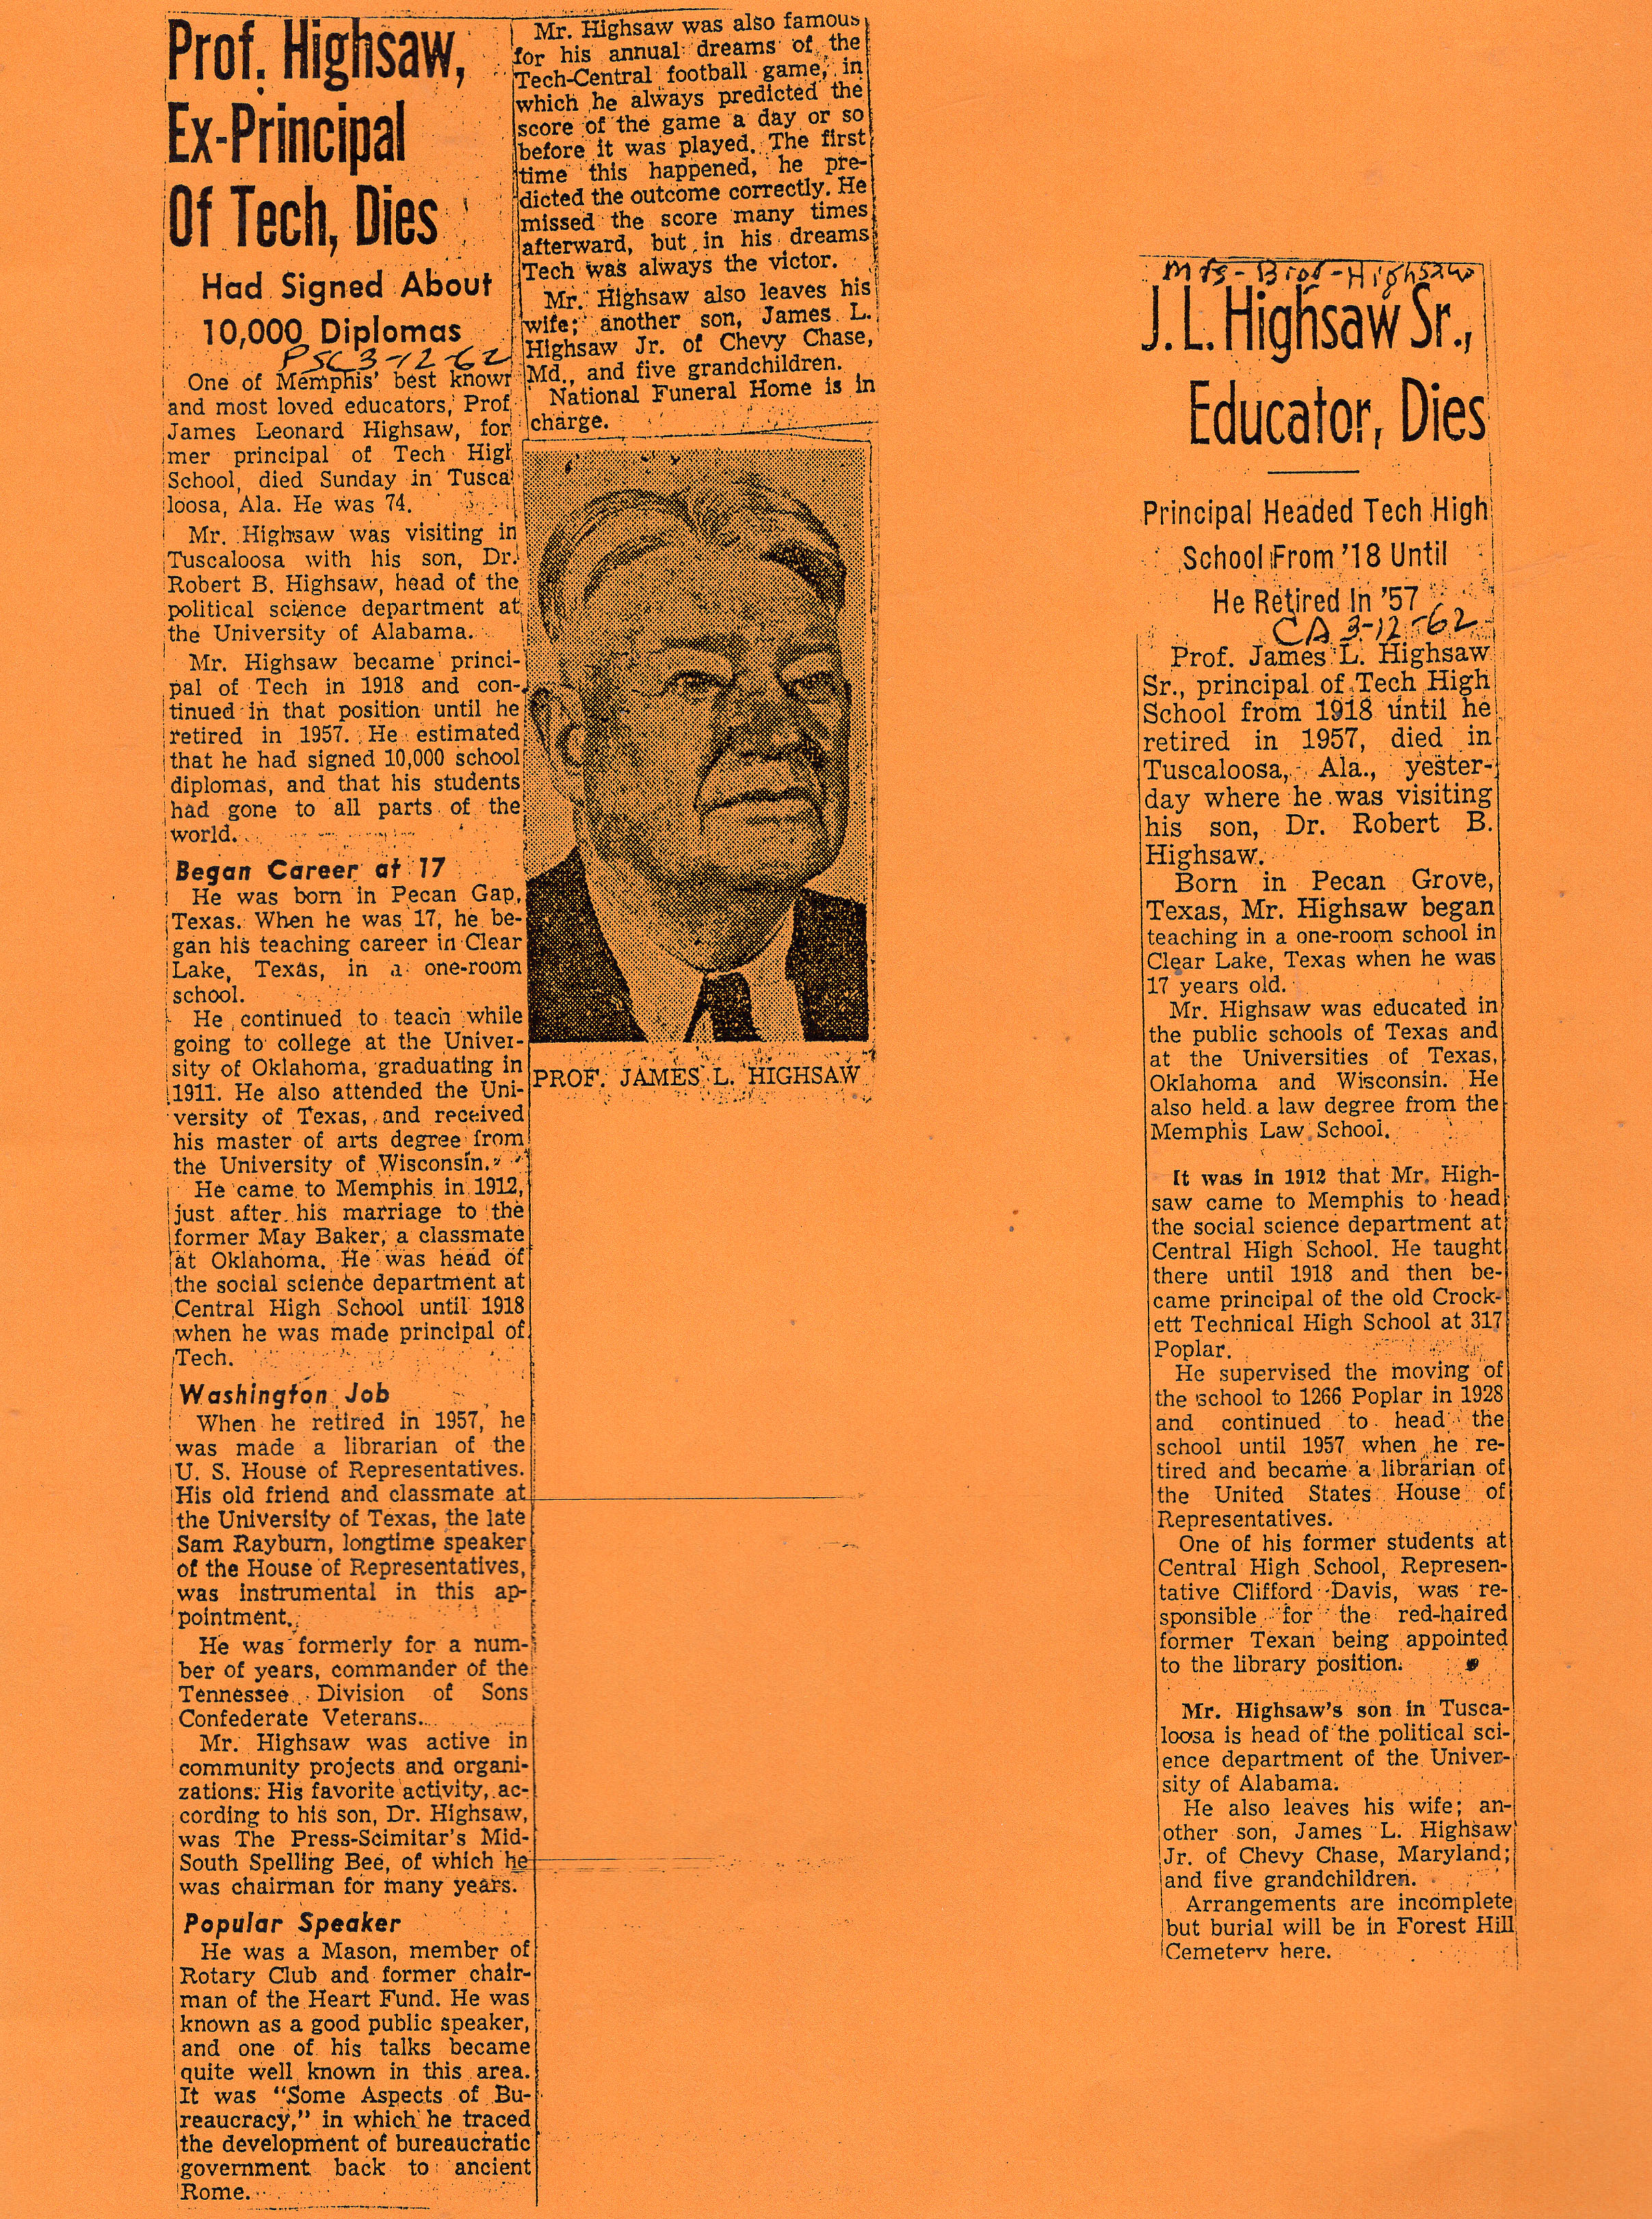 Prof. Highsaw,
Ex-Principal
Of Tech, Dies
Had Signed About
10,000 Diplomas
PSC 3-12-62
One of Memphis' best known
and most loved educators, Prof.
James Leonard Highsaw, for
mer principal of Tech High
School, died Sunday in Tusca
loosa, Ala. He was 74.
Mr. Highsaw was visiting in
Tuscaloosa with his son, Dr.
Robert B. Highsaw, head of the
political science department at
the University of Alabama.
Mr. Highsaw became princi-
pal of Tech in 1918 and con-
tinued in that position until he
retired in 1957. He estimated
that he had signed 10,000 school
diplomas, and that his students
had gone to all parts of the
world.
Began Career at 17
He was born in Pecan Gap,
Texas. When he was 17, he be-
gan his teaching career in Clear
Lake, Texas, in a one-room
school.
He continued to teach while
going to college at the Univer-
sity of Oklahoma, graduating in
1911. He also attended the Uni-
versity of Texas, and received
his master of arts degree from
the University of Wisconsin.
He came to Memphis in 1912,
just after his marriage to the
former May Baker, a classmate
at Oklahoma. He was head of
the social science department at
Central High School until 1918
when he was made principal of
Tech.
Washington Job
When he retired in 1957, he
was made a librarian of the
U. S. House of Representatives.
His old friend and classmate at
the University of Texas, the late
Sam Rayburn, longtime speaker
of the House of Representatives,
was instrumental in this ap-
pointment.
He was formerly for a num-
ber of years, commander of the
Tennessee Division of Sons
Confederate Veterans.
Mr. Highsaw was active in
community projects and organi-
zations. His favorite activity, ac-
cording to his son, Dr. Highsaw,
was The Press-Scimitar's Mid-
South Spelling Bee, of which he
was chairman for many years.
Popular Speaker
He was a Mason, member of
Rotary Club and former chair-
man of the Heart Fund. He was
known as a good public speaker,
and one of his talks became
quite well known in this area.
It was "Some Aspects of Bu-
reaucracy," in which he traced
the development of bureaucratic
government back to ancient
Rome.
Mr. Highsaw was also famous
for his annual dreams of the
Tech-Central football game, in
which he always predicted the
score of the game a day or so
before it was played. The first
time this happened, he pre-
dicted the outcome correctly. He
missed the score many times
afterward, but in his dreams
Tech was always the victor.
Mr. Highsaw also leaves his
wife; another son, James L.
Highsaw Jr. of Chevy Chase,
Md., and five grandchildren.
National Funeral Home is in
charge.
PROF. JAMES L. HIGHSAW
Mfs-Biog-Highsaw
J. L. Highsaw Sr.,
Educator, Dies
Principal Headed Tech High
School From '18 Until
He Retired In '57
CA 3-12-62
Prof. James L. Highsaw
Sr., principal of Tech High
School from 1918 until he
retired in 1957, died in
Tuscaloosa, Ala., yester-
day where he was visiting
his son, Dr. Robert B.
Highsaw.
Born in Pecan Grove,
Texas, Mr. Highsaw began
teaching in a one-room school in
Clear Lake, Texas when he was
17 years old.
Mr. Highsaw was educated in
the public schools of Texas and
at the Universities of Texas,
Oklahoma and Wisconsin. He
also held a law degree from the
Memphis Law School.
It was in 1912 that Mr. High-
saw came to Memphis to head
the social science department at
Central High School. He taught
there until 1918 and then be-
came principal of the old Crock-
ett Technical High School at 317
Poplar.
He supervised the moving of
the school to 1266 Poplar in 1928
and continued to head the
school until 1957 when he re-
tired and became a librarian of
the United States House of
Representatives.
One of his former students at
Central High School, Represen-
tative Clifford Davis, was re-
sponsible for the red-haired
former Texan being appointed
to the library position.
Mr. Highsaw's son in Tusca-
loosa is head of the political sci-
ence department of the Univer-
sity of Alabama.
He also leaves his wife; an-
other son, James L. Highsaw
Jr. of Chevy Chase, Maryland;
and five grandchildren.
Arrangements are incomplete
but burial will be in Forest Hill
Cemetery here.